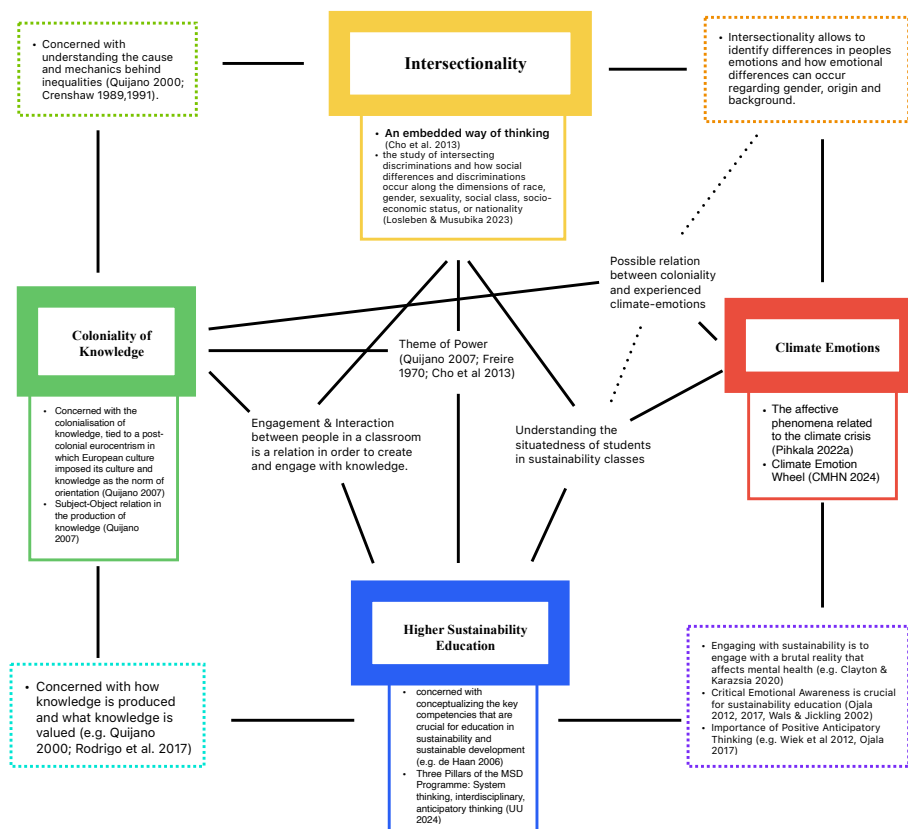 • Concerned with
understanding the cause
and mechanics behind
inequalities (Quijano 2000;
Crenshaw 1989,1991).
Intersectionality
• Intersectionality allows to
identify differences in peoples
emotions and how emotional
differences can occur
regarding gender, origin and
background.
• An embedded way of thinking
(Cho et al. 2013)
• the study of intersecting
discriminations and how social
differences and discriminations
occur along the dimensions of race,
gender, sexuality, social class, socio-
economic status, or nationality
(Losleben & Musubika 2023)
Possible relation
between coloniality
and experienced
climate-emotions
Coloniality of
Knowledge
Theme of Power
(Quijano 2007; Freire
1970; Cho et al 2013)
Climate Emotions
• Concerned with the
colonialisation of
knowledge, tied to a post-
colonial eurocentrism in
which European culture
imposed its culture and
knowledge as the norm of
orientation (Quijano 2007)
• Subject-Object relation in
the production of
knowledge (Quijano
2007)
Engagement & Interaction
between people in a classroom
is a relation in order to create
and engage with knowledge.
Understanding the
situatedness of students
in sustainability classes
• The affective
phenomena related
to the climate crisis
(Pihkala 2022a)
• Climate Emotion
Wheel (CMHN 2024)
Higher Sustainability
Education
• Concerned with how
knowledge is produced
and what knowledge is
valued (e.g. Quijano
2000; Rodrigo et al. 2017)
• concerned with
conceptualizing the key
competencies that are
crucial for education in
sustainability and
sustainable development
(e.g. de Haan 2006)
• Three Pillars of the MSD
Programme: System
thinking, interdisciplinary,
anticipatory thinking (UU
2024)
• Engaging with sustainability is to
engage with a brutal reality that
affects mental health (e.g. Clayton &
Karazsia 2020)
• Critical Emotional Awareness is crucial
for sustainability education (Ojala
2012, 2017, Wals & Jickling 2002)
• Importance of Positive Anticipatory
Thinking (e.g. Wiek et al 2012, Ojala
2017)